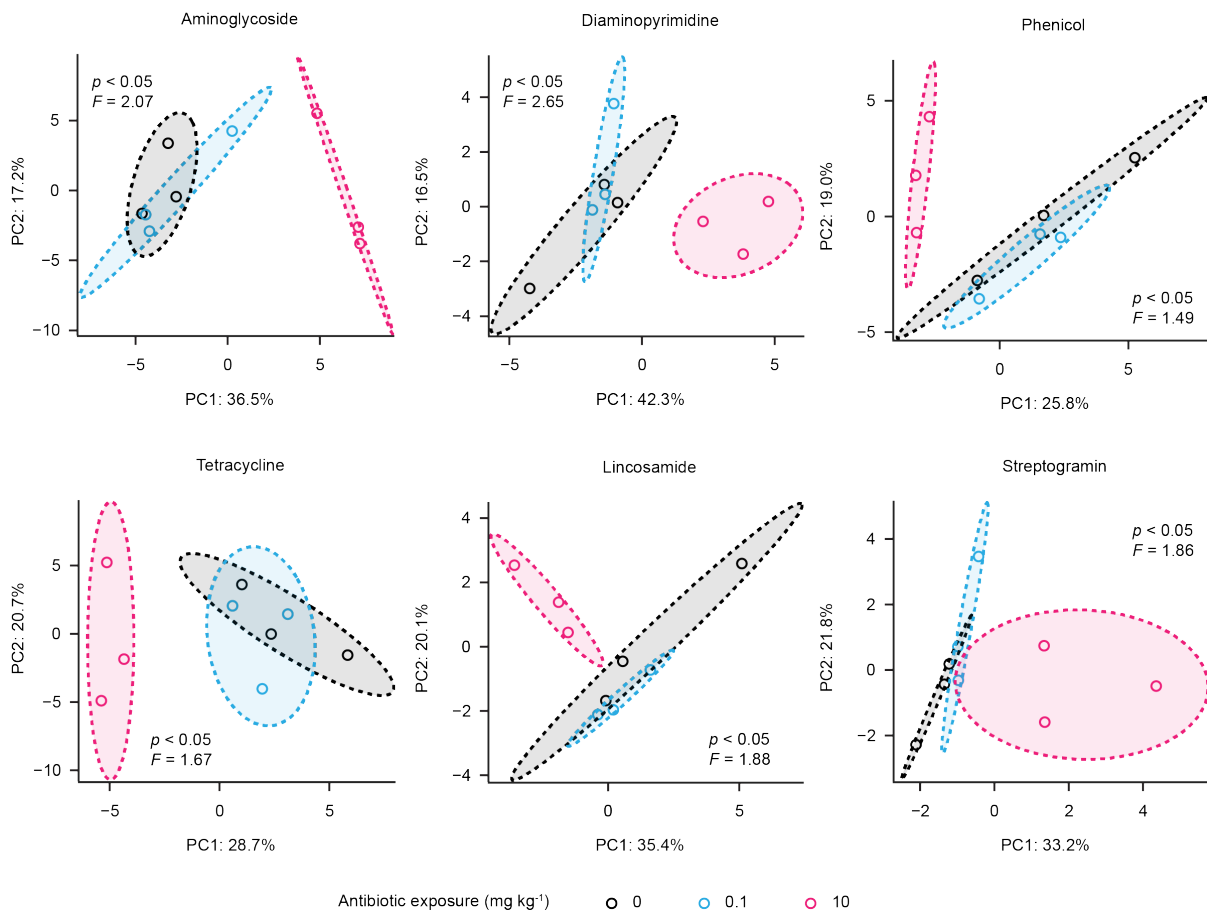 Aminoglycoside
p < 0.05
F = 2.07
5
0
−5
−10
PC2: 17.2%
−5
0
5
PC1: 36.5%
Diaminopyrimidine
p < 0.05
F = 2.65
4
2
0
−2
−4
PC2: 16.5%
−5
0
5
PC1: 42.3%
Phenicol
5
0
−5
PC2: 19.0%
p < 0.05
F = 1.49
0
5
PC1: 25.8%
Tetracycline
5
0
−5
−10
PC2: 20.7%
p < 0.05
F = 1.67
−5
0
5
PC1: 28.7%
Lincosamide
4
2
0
−2
−4
PC2: 20.1%
p < 0.05
F = 1.88
0
5
PC1: 35.4%
Streptogramin
p < 0.05
F = 1.86
4
2
0
−2
PC2: 21.8%
−2
0
2
4
PC1: 33.2%
Antibiotic exposure (mg kg⁻¹) 0 0.1 10